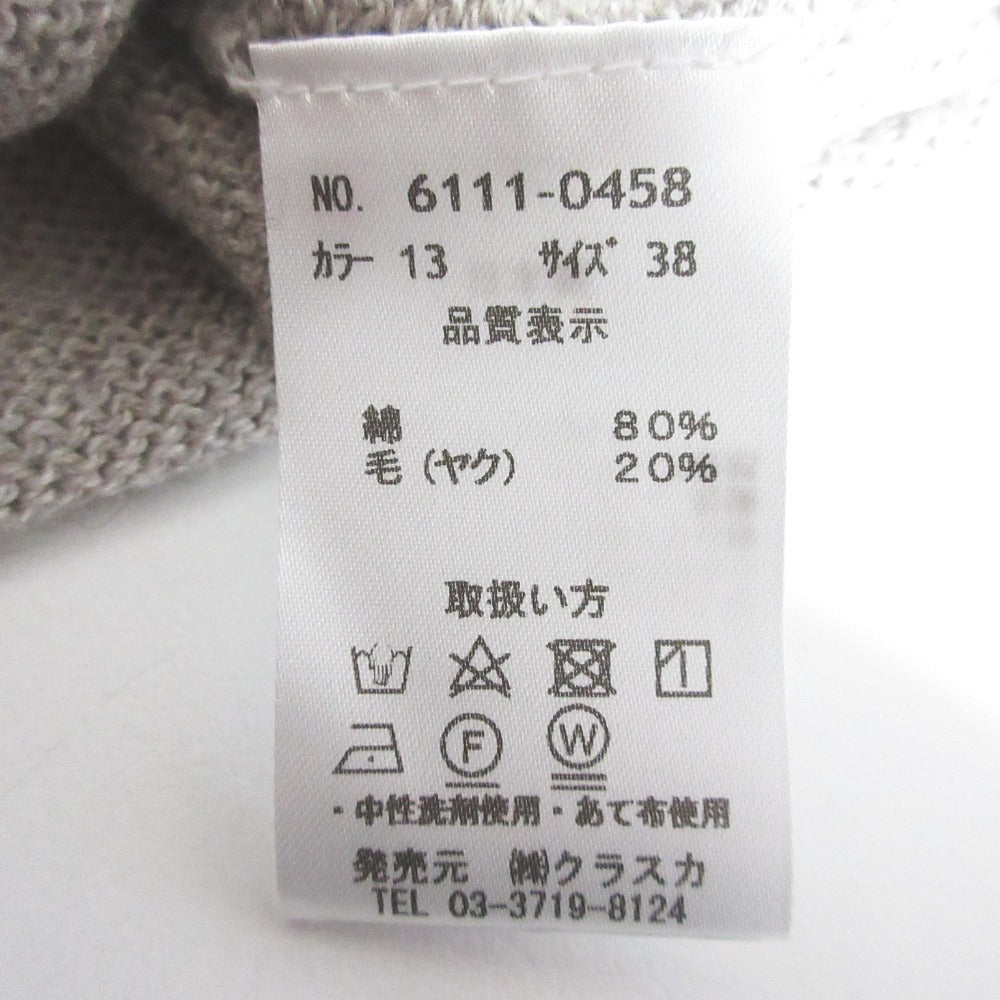 NO. 6111-0458
ｶﾗｰ 13 ｻｲｽﾞ 38
品質表示
綿 80%
毛(ヤク) 20%
取扱い方
F W
・中性洗剤使用・あて布使用
発売元 ㈱クラスカ
TEL 03-3719-8124